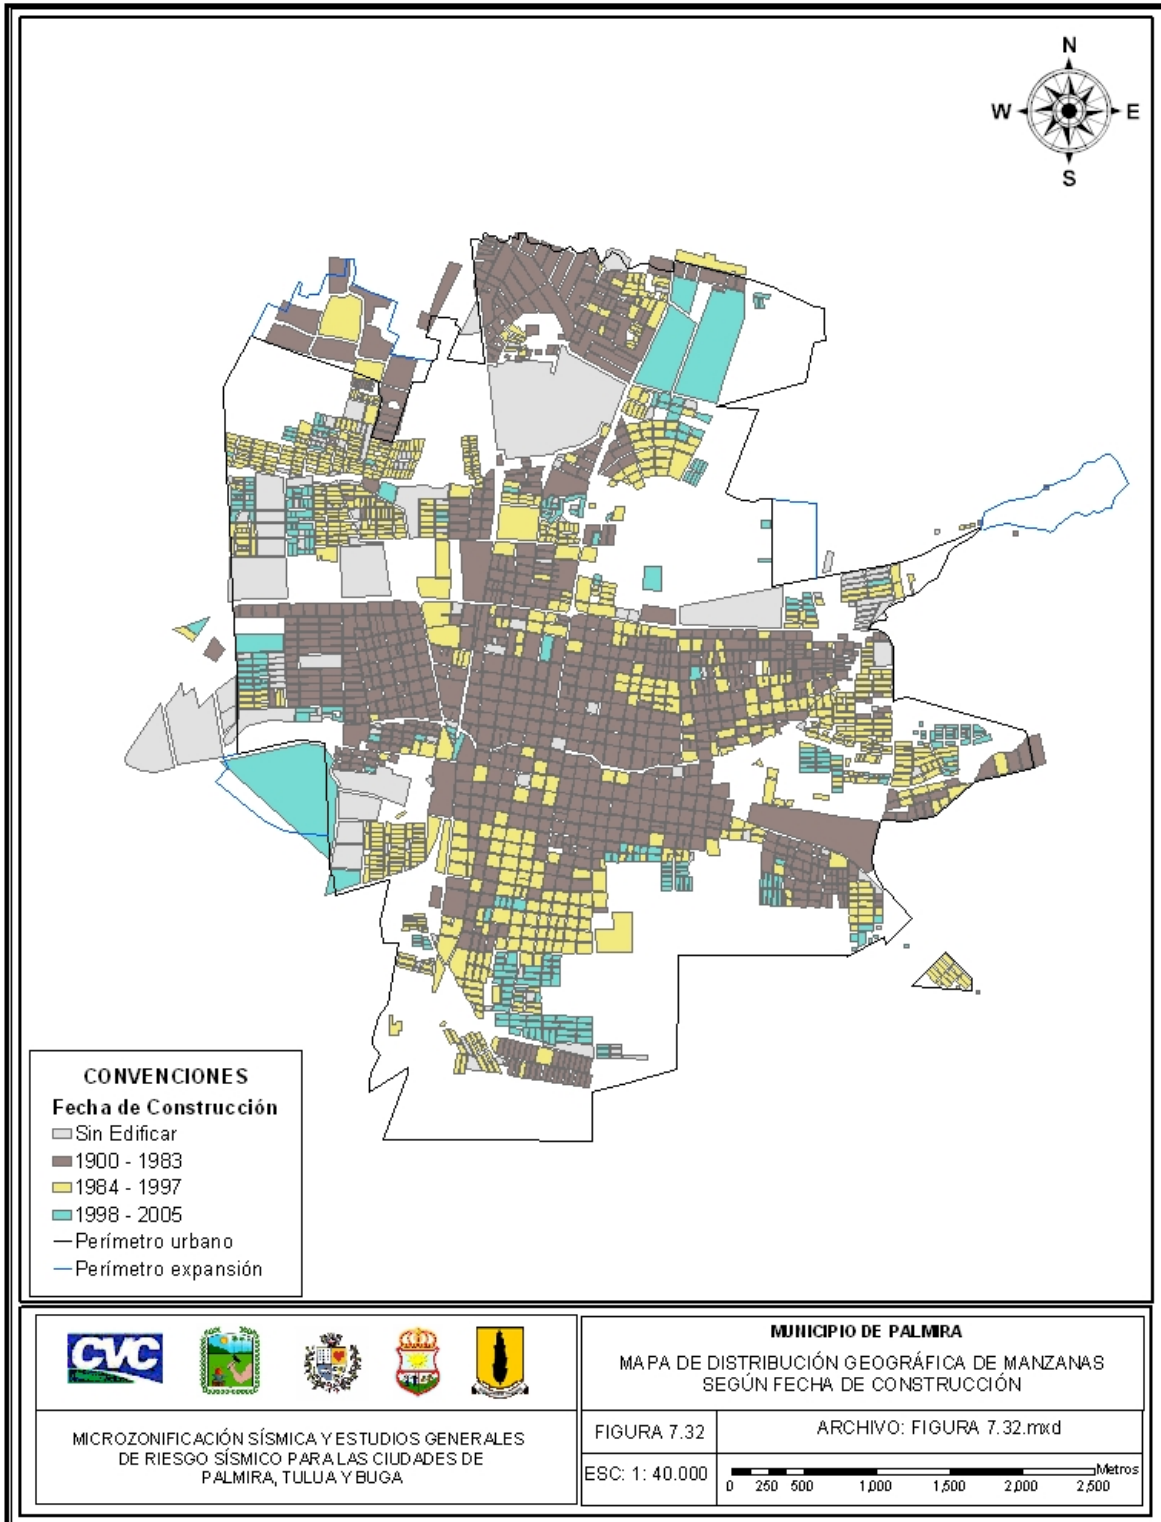 N
W E
S
CONVENCIONES
Fecha de Construcción
Sin Edificar
1900 - 1983
1984 - 1997
1998 - 2005
Perímetro urbano
Perímetro expansión
CVC
MICROZONIFICACIÓN SÍSMICA Y ESTUDIOS GENERALES
DE RIESGO SÍSMICO PARA LAS CIUDADES DE
PALMIRA, TULUA Y BUGA
MUNICIPIO DE PALMIRA
MAPA DE DISTRIBUCIÓN GEOGRÁFICA DE MANZANAS
SEGÚN FECHA DE CONSTRUCCIÓN
FIGURA 7.32
ARCHIVO: FIGURA 7.32.mxd
ESC: 1: 40.000
Metros
0 250 500 1,000 1,500 2,000 2,500